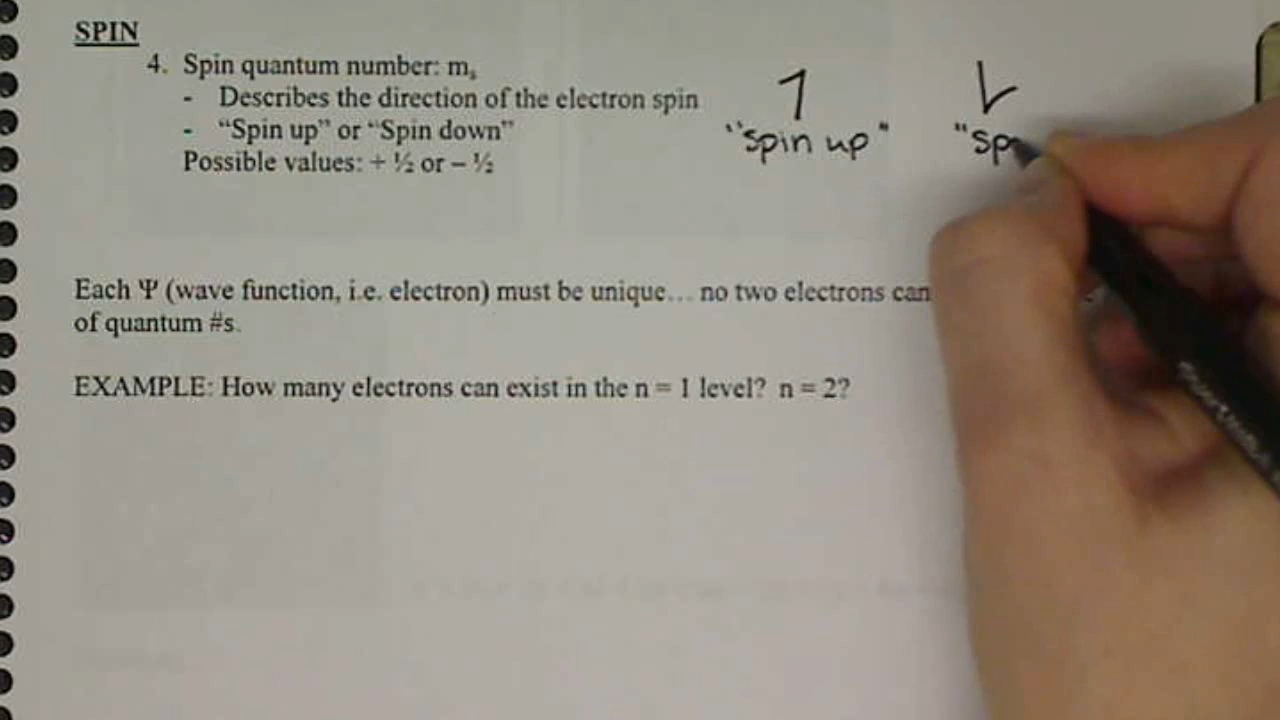 SPIN
4. Spin quantum number: mₛ
- Describes the direction of the electron spin
- “Spin up” or “Spin down”
Possible values: + ½ or – ½
"spin up"
"sp
Each Ψ (wave function, i.e. electron) must be unique… no two electrons can
of quantum #s.
EXAMPLE: How many electrons can exist in the n = 1 level? n = 2?